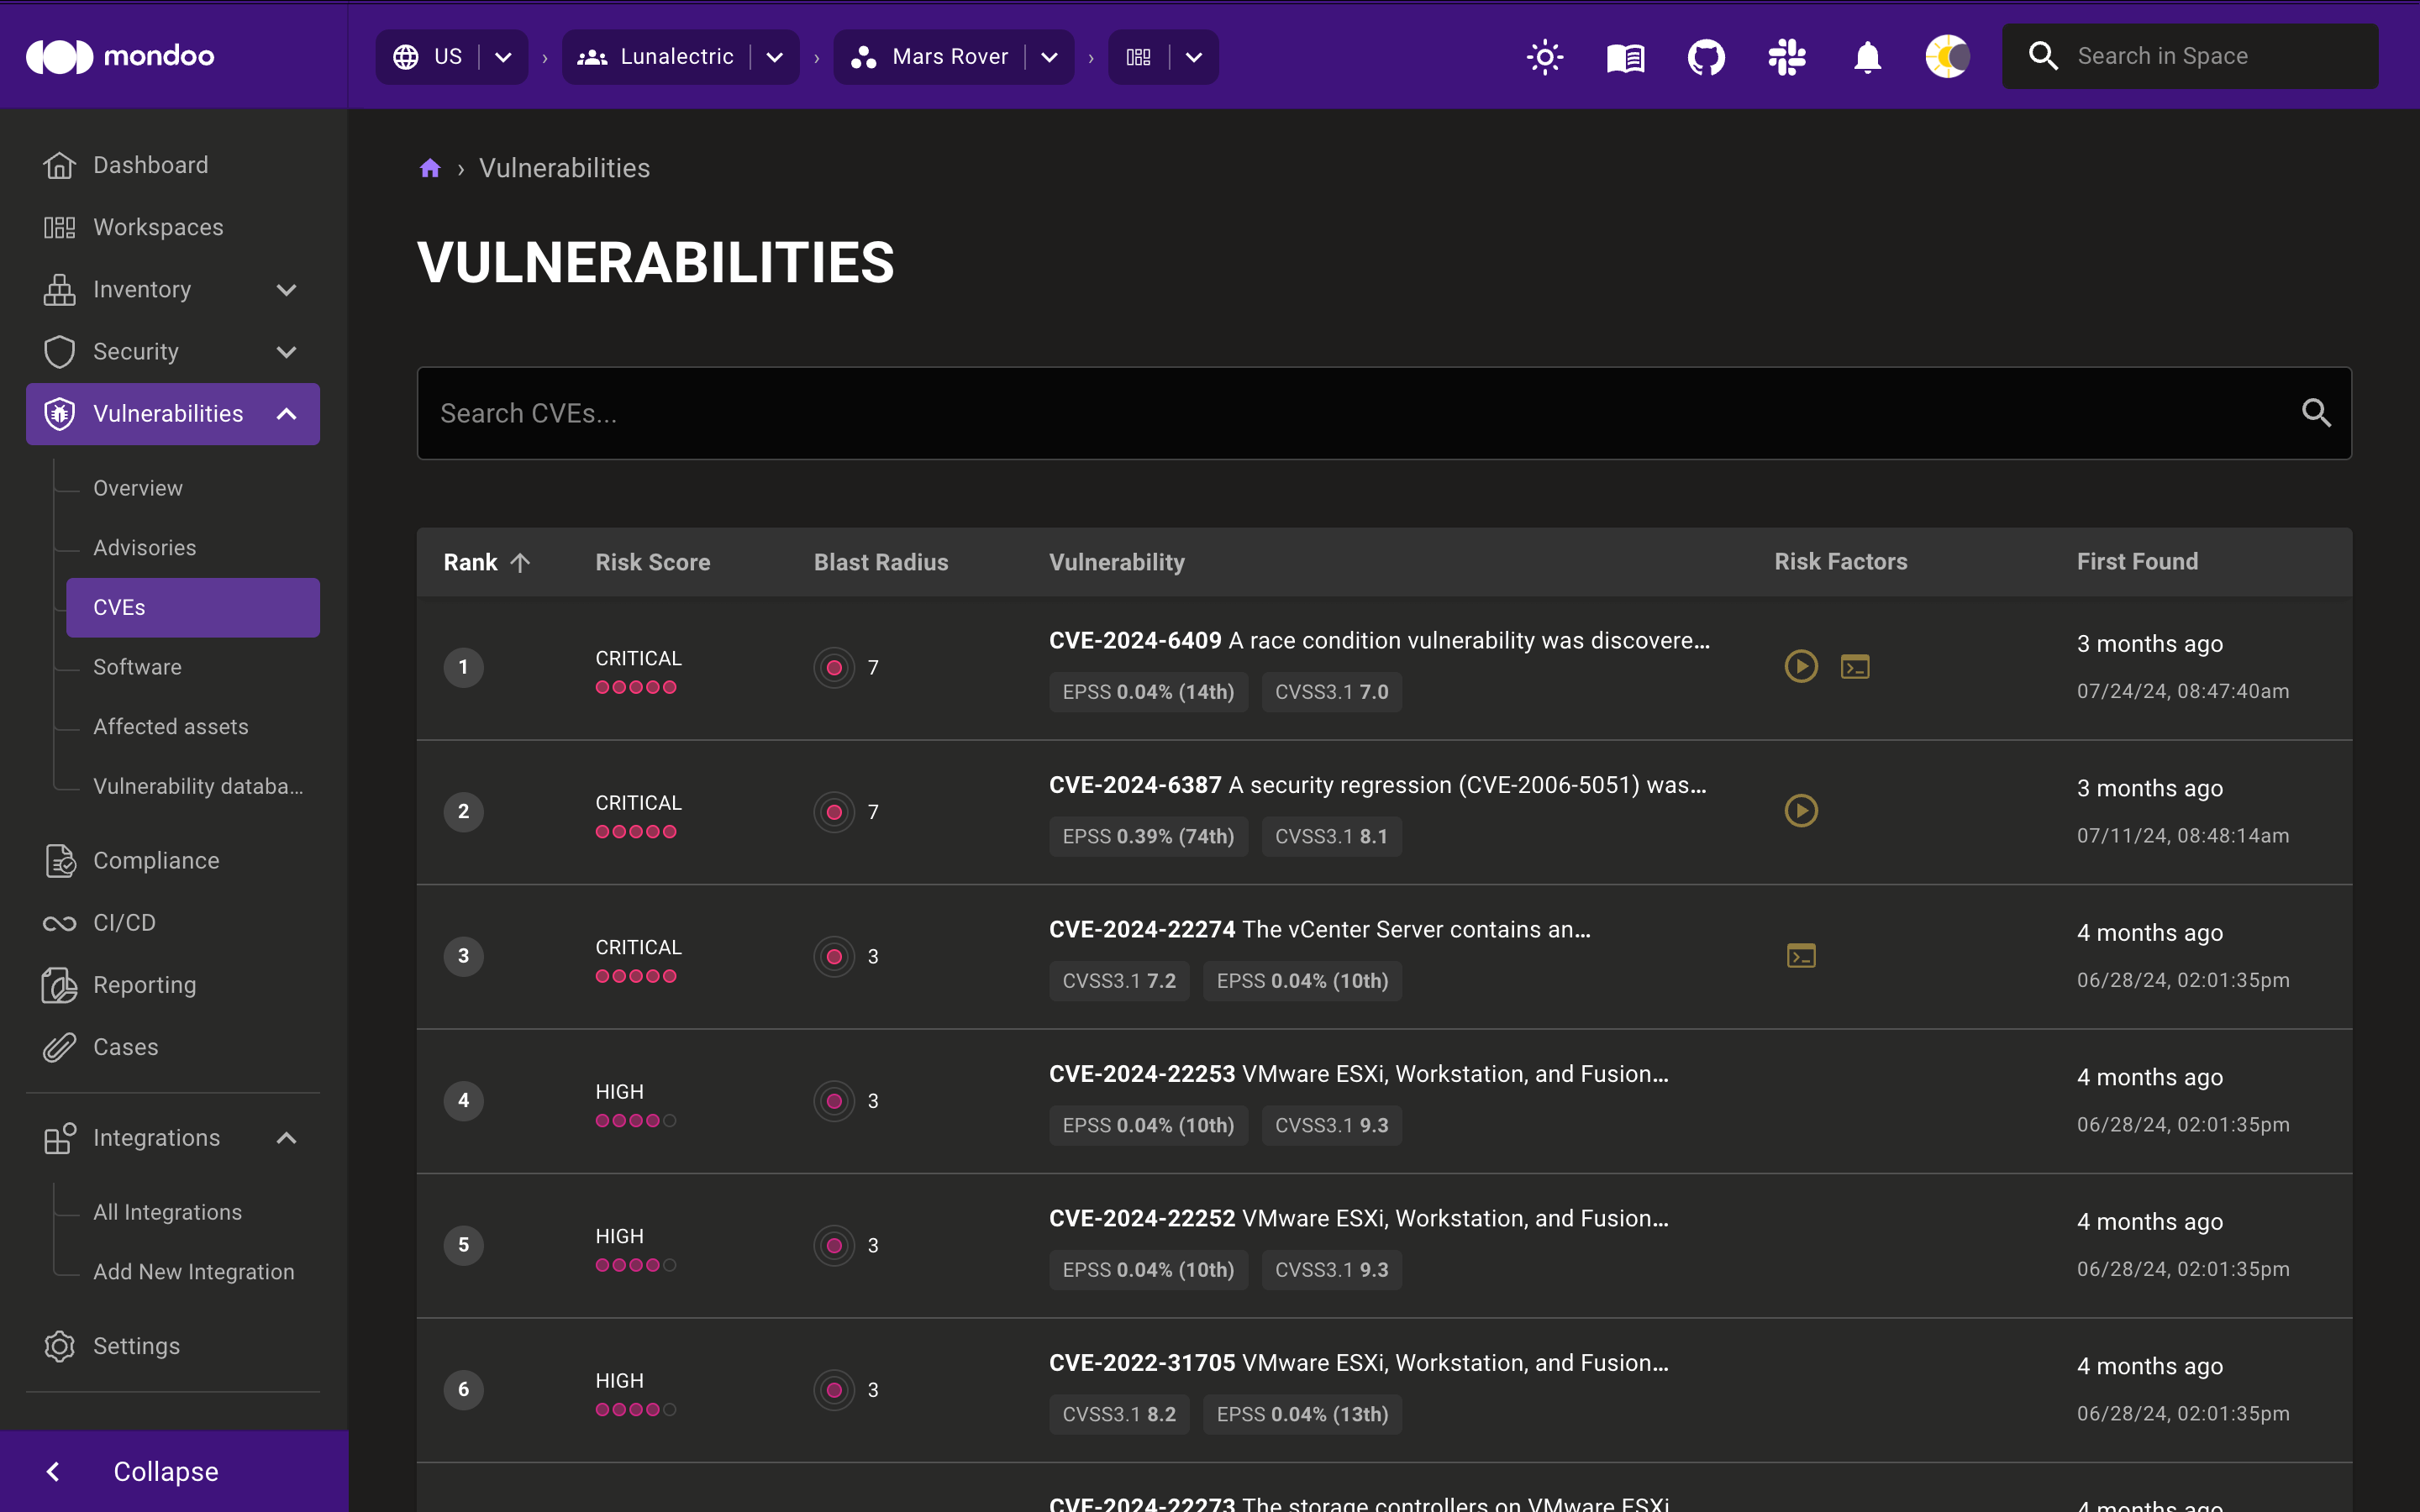 mondoo
US
Lunalectric
Mars Rover
Search in Space
Dashboard
Workspaces
Inventory
Security
Vulnerabilities
Overview
Advisories
CVEs
Software
Affected assets
Vulnerability databa...
Compliance
CI/CD
Reporting
Cases
Integrations
All Integrations
Add New Integration
Settings
Collapse
› Vulnerabilities
VULNERABILITIES
Search CVEs...
Rank Risk Score Blast Radius Vulnerability Risk Factors First Found
1 CRITICAL 7 CVE-2024-6409 A race condition vulnerability was discovere... 3 months ago
EPSS 0.04% (14th) CVSS3.1 7.0 07/24/24, 08:47:40am
2 CRITICAL 7 CVE-2024-6387 A security regression (CVE-2006-5051) was... 3 months ago
EPSS 0.39% (74th) CVSS3.1 8.1 07/11/24, 08:48:14am
3 CRITICAL 3 CVE-2024-22274 The vCenter Server contains an... 4 months ago
CVSS3.1 7.2 EPSS 0.04% (10th) 06/28/24, 02:01:35pm
4 HIGH 3 CVE-2024-22253 VMware ESXi, Workstation, and Fusion... 4 months ago
EPSS 0.04% (10th) CVSS3.1 9.3 06/28/24, 02:01:35pm
5 HIGH 3 CVE-2024-22252 VMware ESXi, Workstation, and Fusion... 4 months ago
EPSS 0.04% (10th) CVSS3.1 9.3 06/28/24, 02:01:35pm
6 HIGH 3 CVE-2022-31705 VMware ESXi, Workstation, and Fusion... 4 months ago
CVSS3.1 8.2 EPSS 0.04% (13th) 06/28/24, 02:01:35pm
CVE-2024-22273 The storage controllers on VMware ESXi 4 months ago